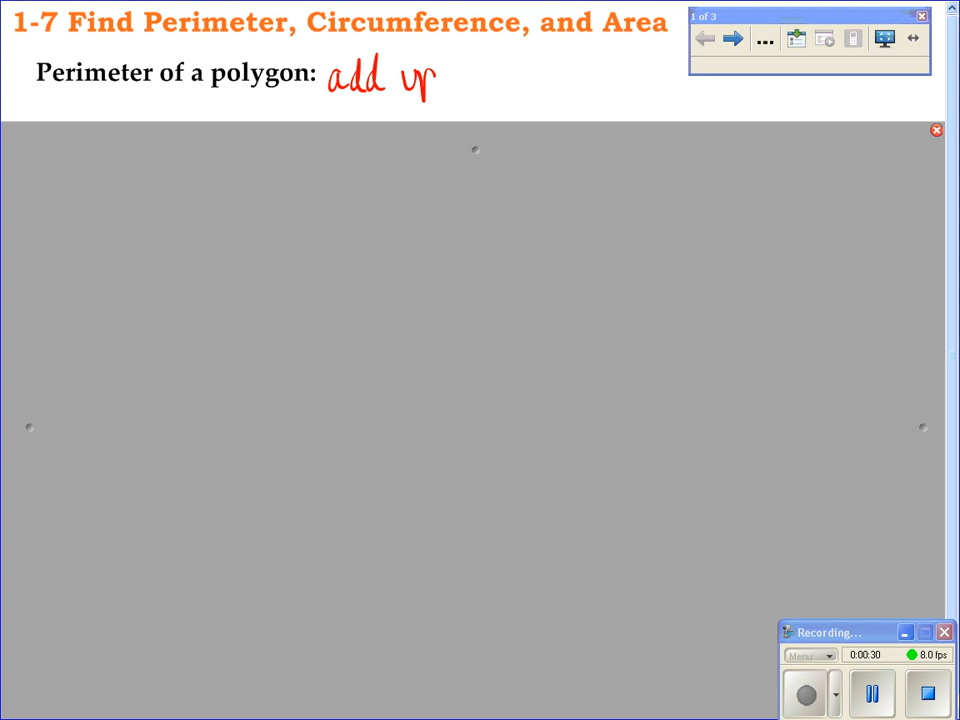 1-7 Find Perimeter, Circumference, and Area
1 of 3
Perimeter of a polygon: add up
Recording...
Menu
0:00:30
8.0 fps